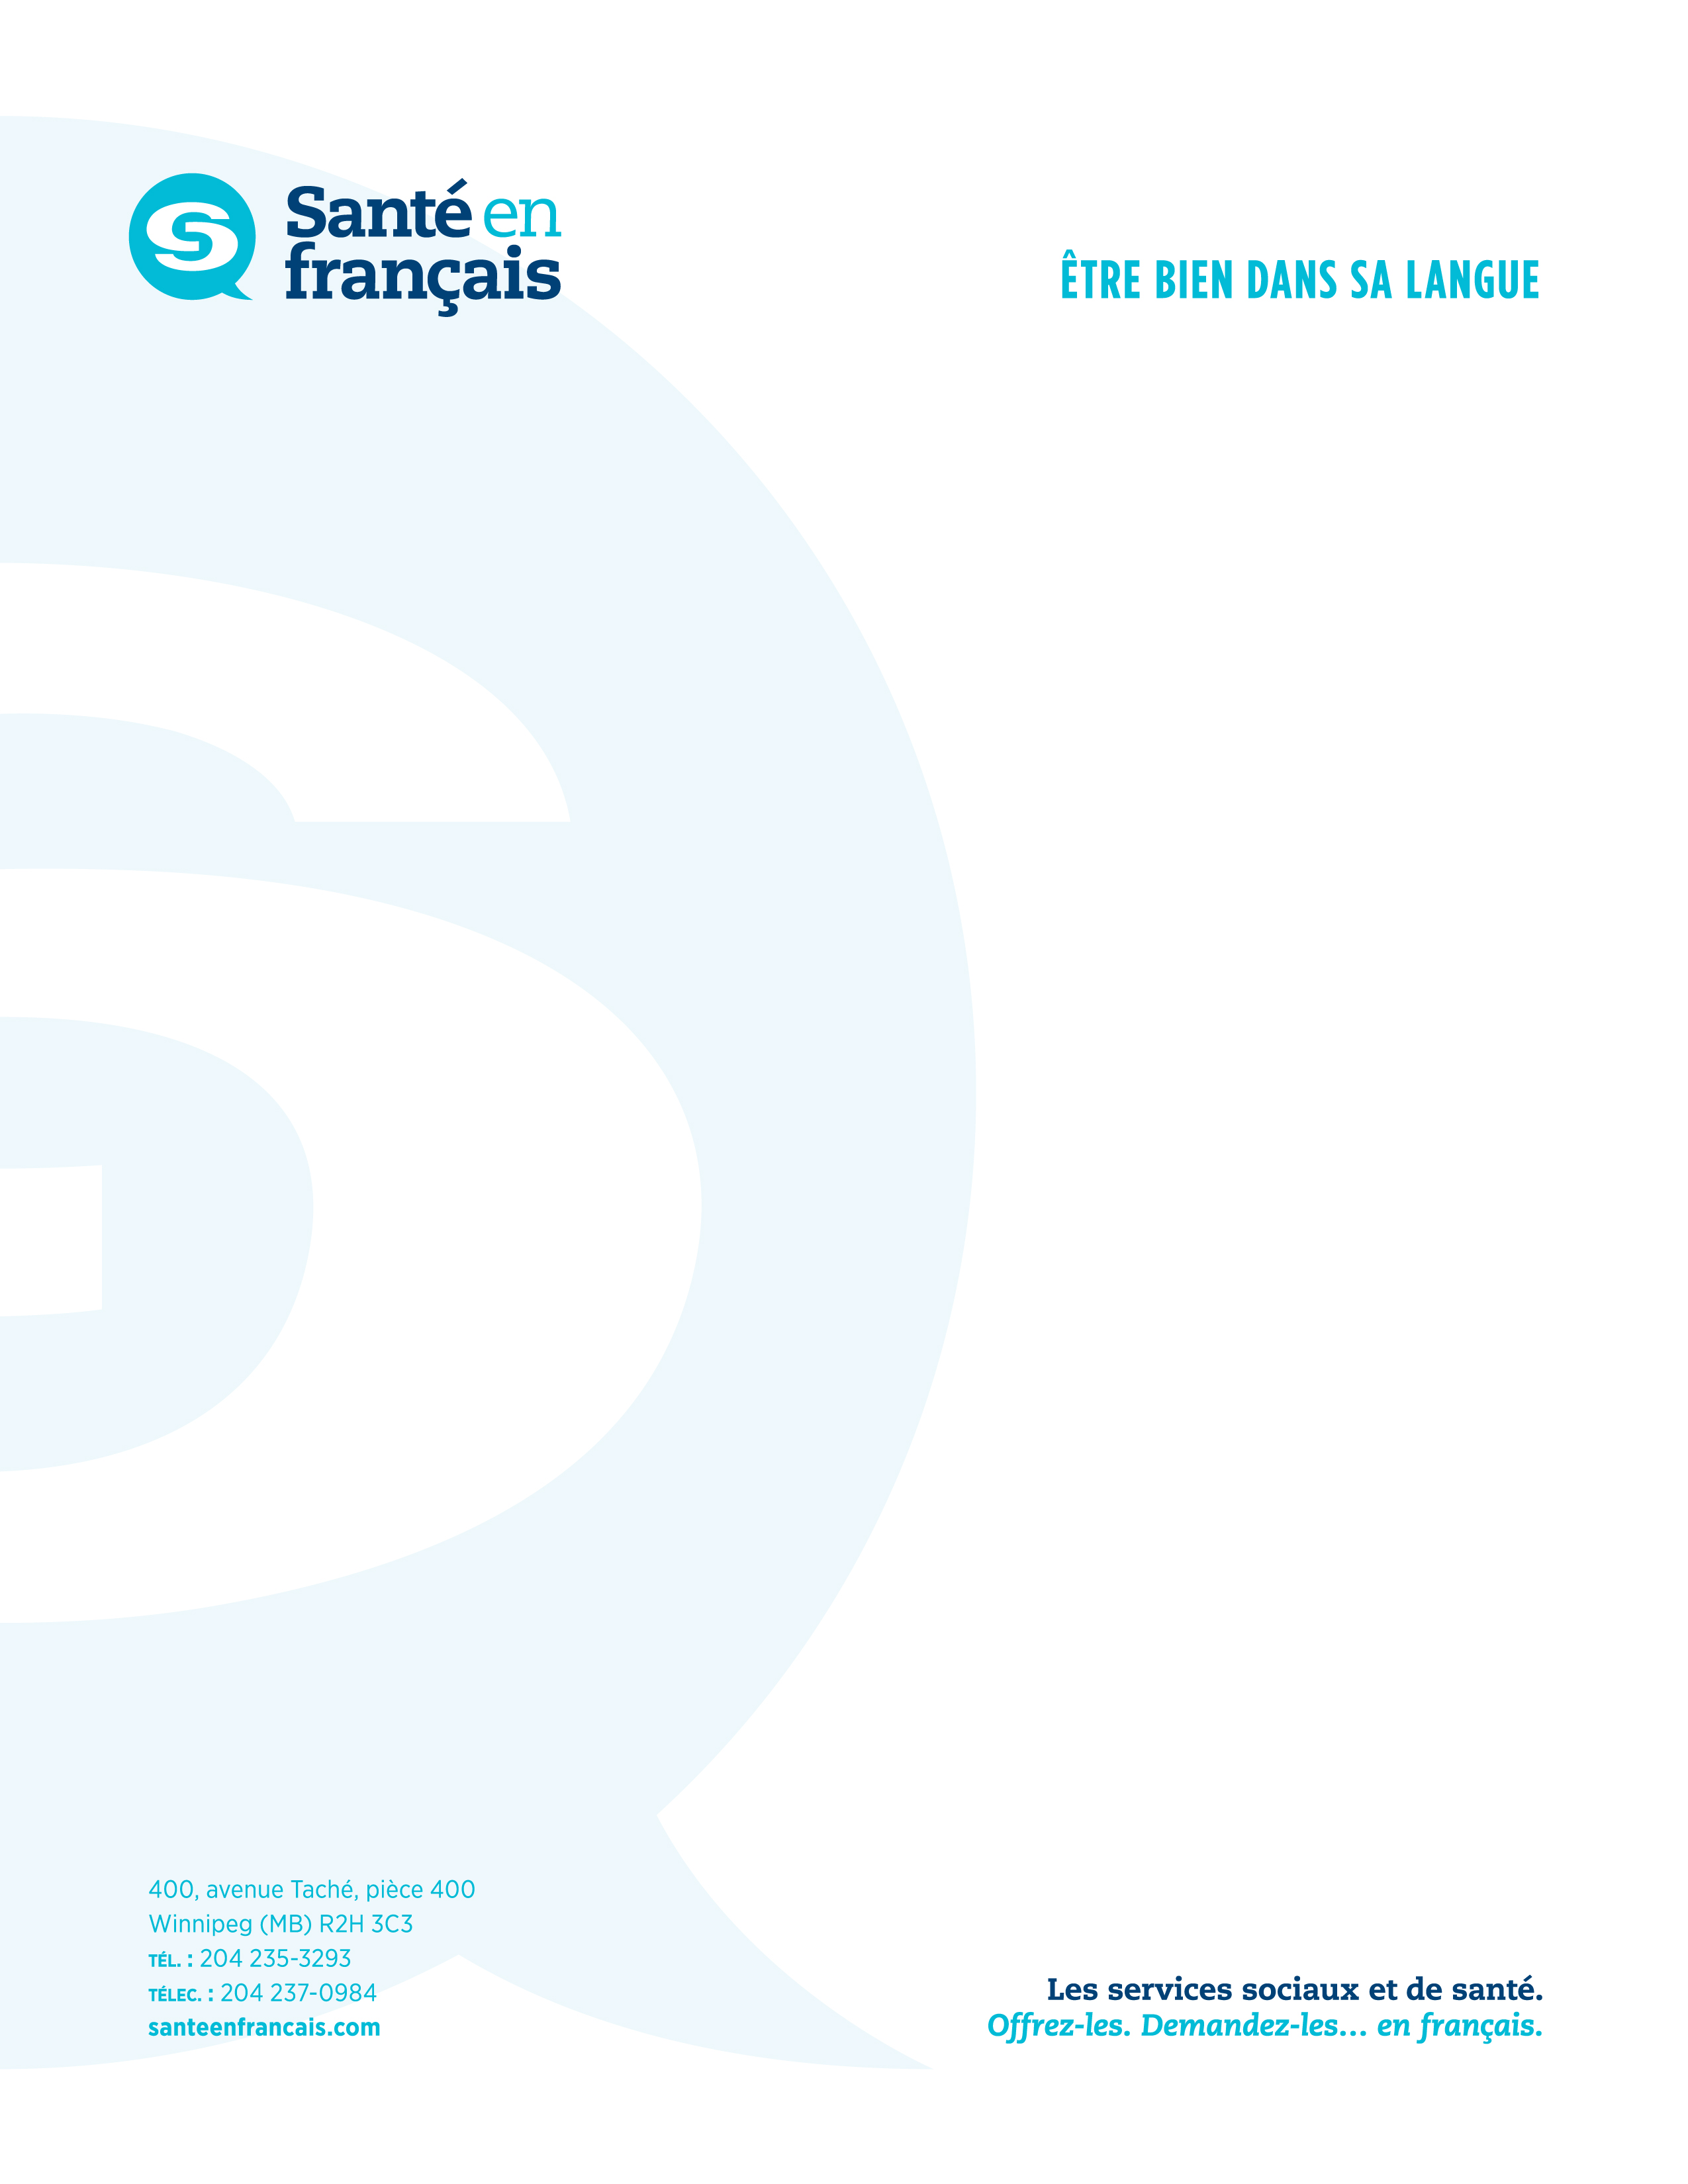 Santé en
français
ÊTRE BIEN DANS SA LANGUE
400, avenue Taché, pièce 400
Winnipeg (MB) R2H 3C3
TÉL. : 204 235-3293
TÉLEC. : 204 237-0984
santeenfrancais.com
Les services sociaux et de santé.
Offrez-les. Demandez-les... en français.